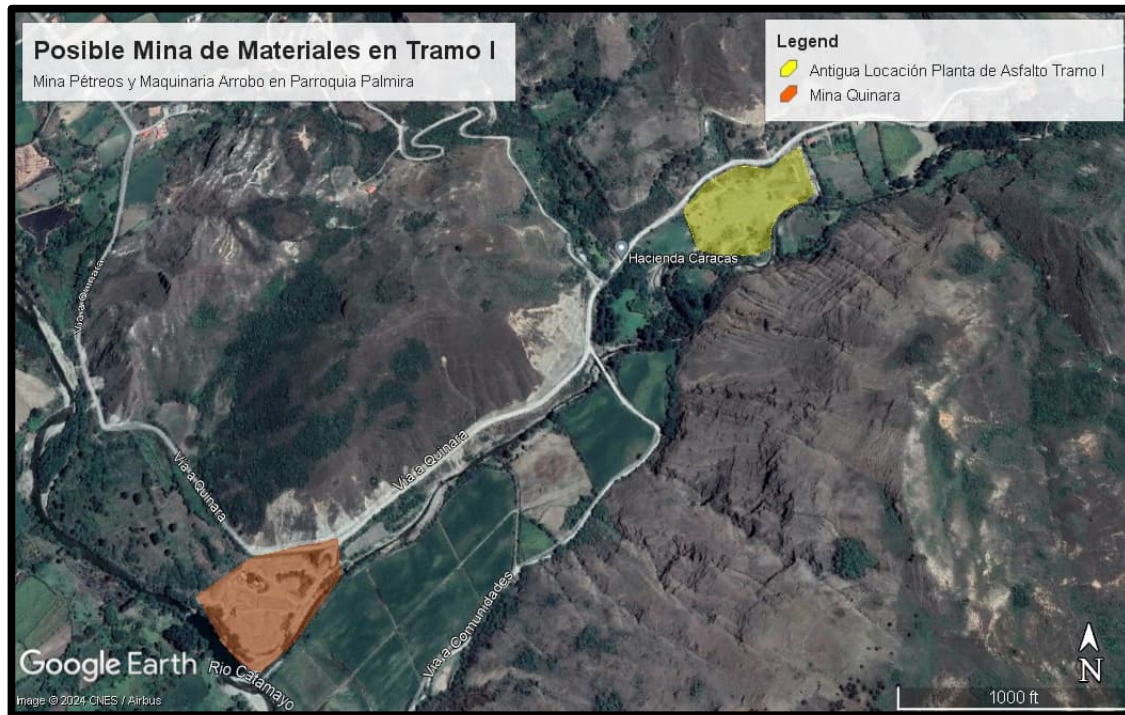 Posible Mina de Materiales en Tramo I
Mina Pétreos y Maquinaria Arrobo en Parroquia Palmira
Legend
Antigua Locación Planta de Asfalto Tramo I
Mina Quinara
Hacienda Caracas
Vía a Quinara
Vía a Quinara
Vía a Quinara
Vía a Comunidades
Rio Catamayo
Google Earth
Image © 2024 CNES / Airbus
N
1000 ft